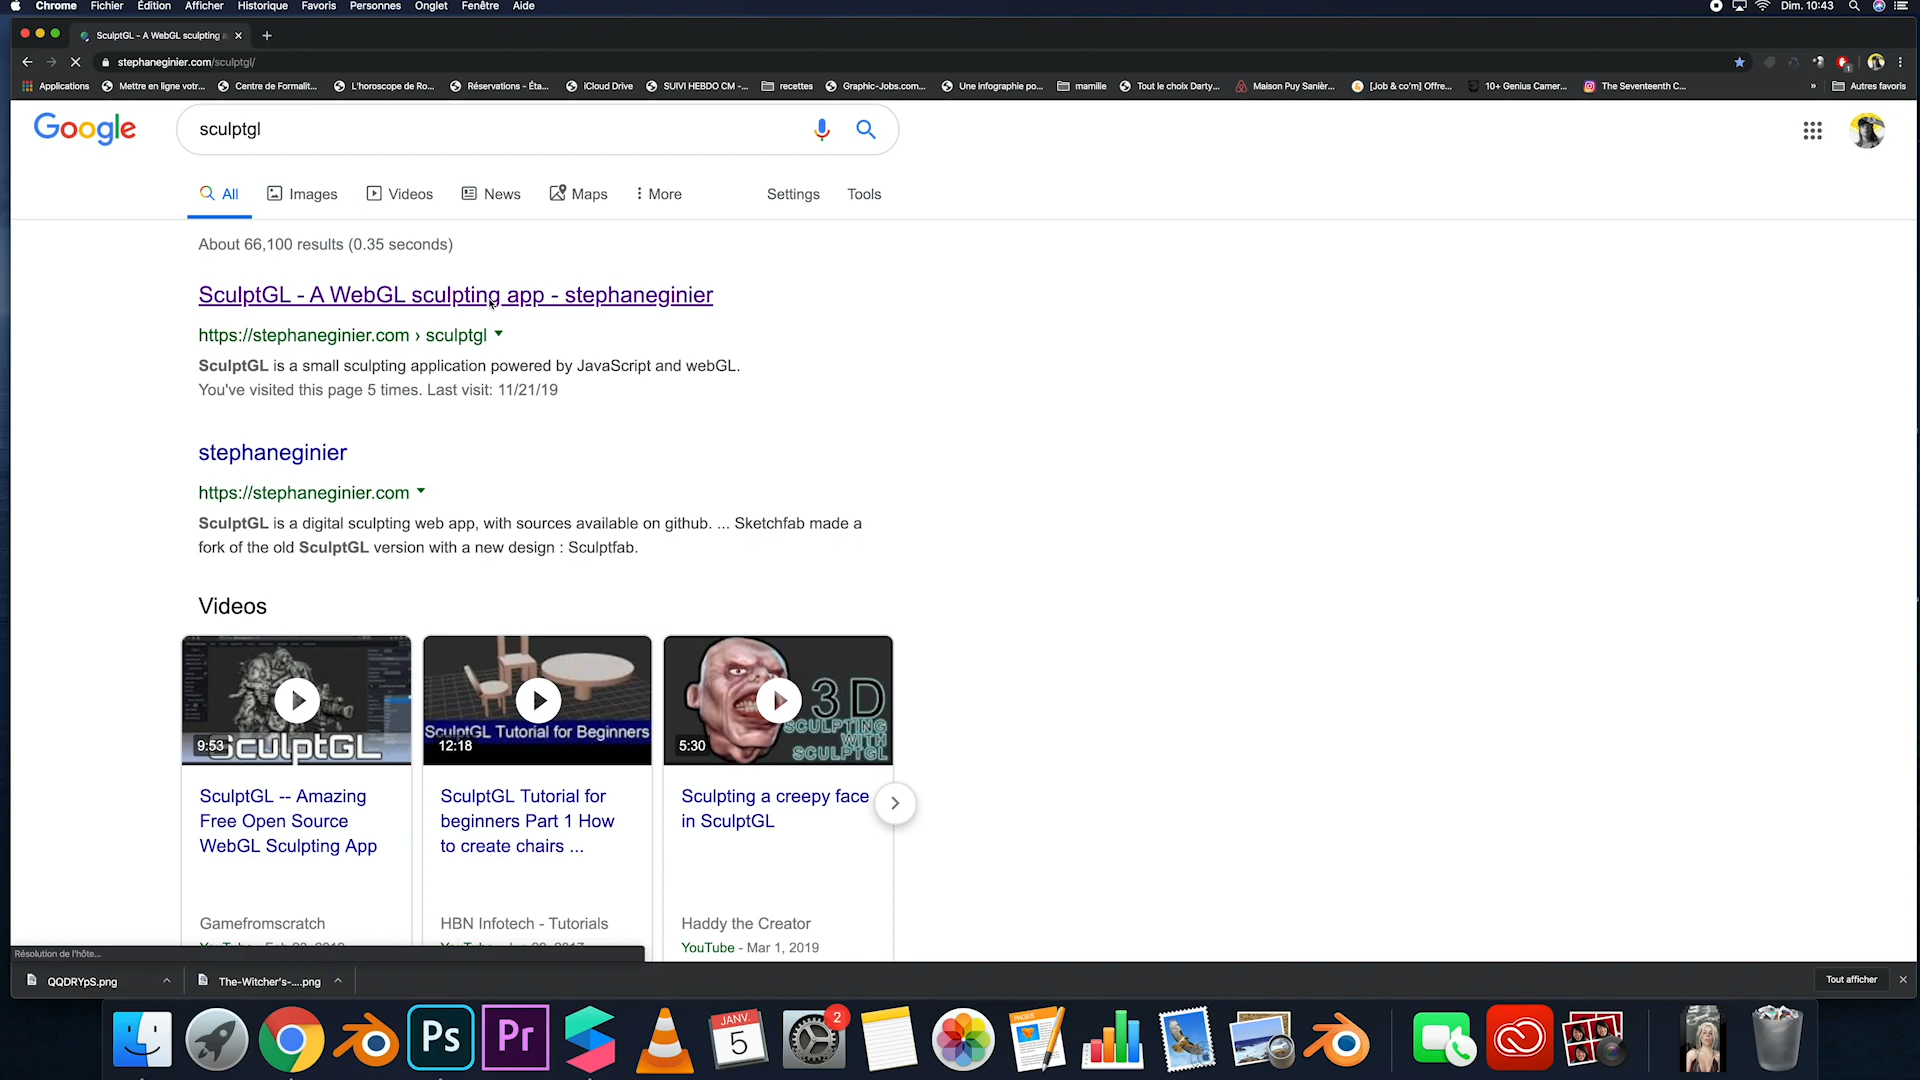 Chrome Fichier Édition Afficher Historique Favoris Personnes Onglet Fenêtre Aide Dim. 10:43
SculptGL - A WebGL sculpting
stephaneginier.com/sculptgl/
Applications Mettre en ligne votr... Centre de Formalit... L'horoscope de Ro... Réservations - Éta... iCloud Drive SUIVI HEBDO CM -... recettes Graphic-Jobs.com... Une infographie po... mamilie Tout le choix Darty... Maison Puy Sanièr... [Job & co'm] Offre... 10+ Genius Camer... The Seventeenth C... » Autres favoris
Google sculptgl
All Images Videos News Maps More Settings Tools
About 66,100 results (0.35 seconds)
SculptGL - A WebGL sculpting app - stephaneginier
https://stephaneginier.com › sculptgl
SculptGL is a small sculpting application powered by JavaScript and webGL.
You've visited this page 5 times. Last visit: 11/21/19
stephaneginier
https://stephaneginier.com
SculptGL is a digital sculpting web app, with sources available on github. ... Sketchfab made a
fork of the old SculptGL version with a new design : Sculptfab.
Videos
9:53 SculptGL
SculptGL Tutorial for Beginners
12:18
3D
SCULPTING
WITH
SCULPTGL
5:30
SculptGL -- Amazing
Free Open Source
WebGL Sculpting App
SculptGL Tutorial for
beginners Part 1 How
to create chairs ...
Sculpting a creepy face
in SculptGL
Gamefromscratch
HBN Infotech - Tutorials
Haddy the Creator
YouTube - Mar 1, 2019
Résolution de l'hôte...
QQDRYpS.png The-Witcher's-....png Tout afficher
Ps Pr JANV. 5 2 PAGES